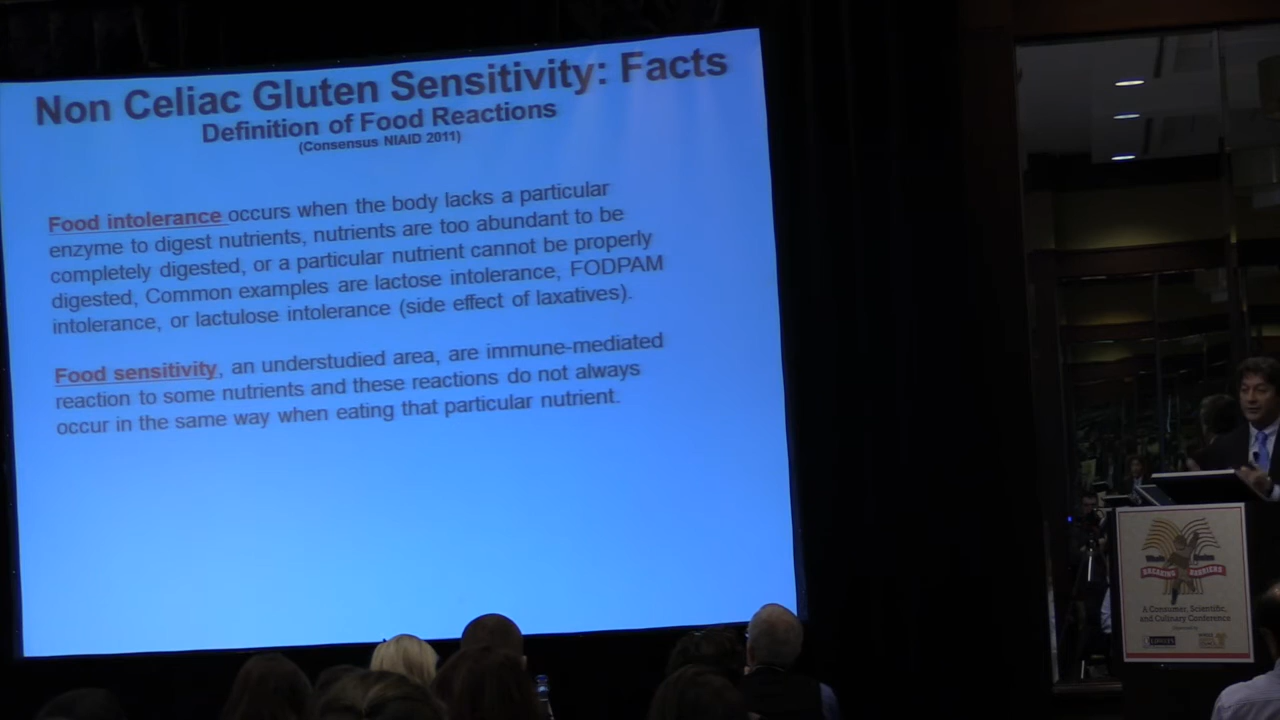 Non Celiac Gluten Sensitivity: Facts
Definition of Food Reactions
(Consensus NIAID 2011)
Food intolerance occurs when the body lacks a particular
enzyme to digest nutrients, nutrients are too abundant to be
completely digested, or a particular nutrient cannot be properly
digested, Common examples are lactose intolerance, FODPAM
intolerance, or lactulose intolerance (side effect of laxatives).
Food sensitivity, an understudied area, are immune-mediated
reaction to some nutrients and these reactions do not always
occur in the same way when eating that particular nutrient.
BREAKING BARRIERS
A Consumer, Scientific,
and Culinary Conference